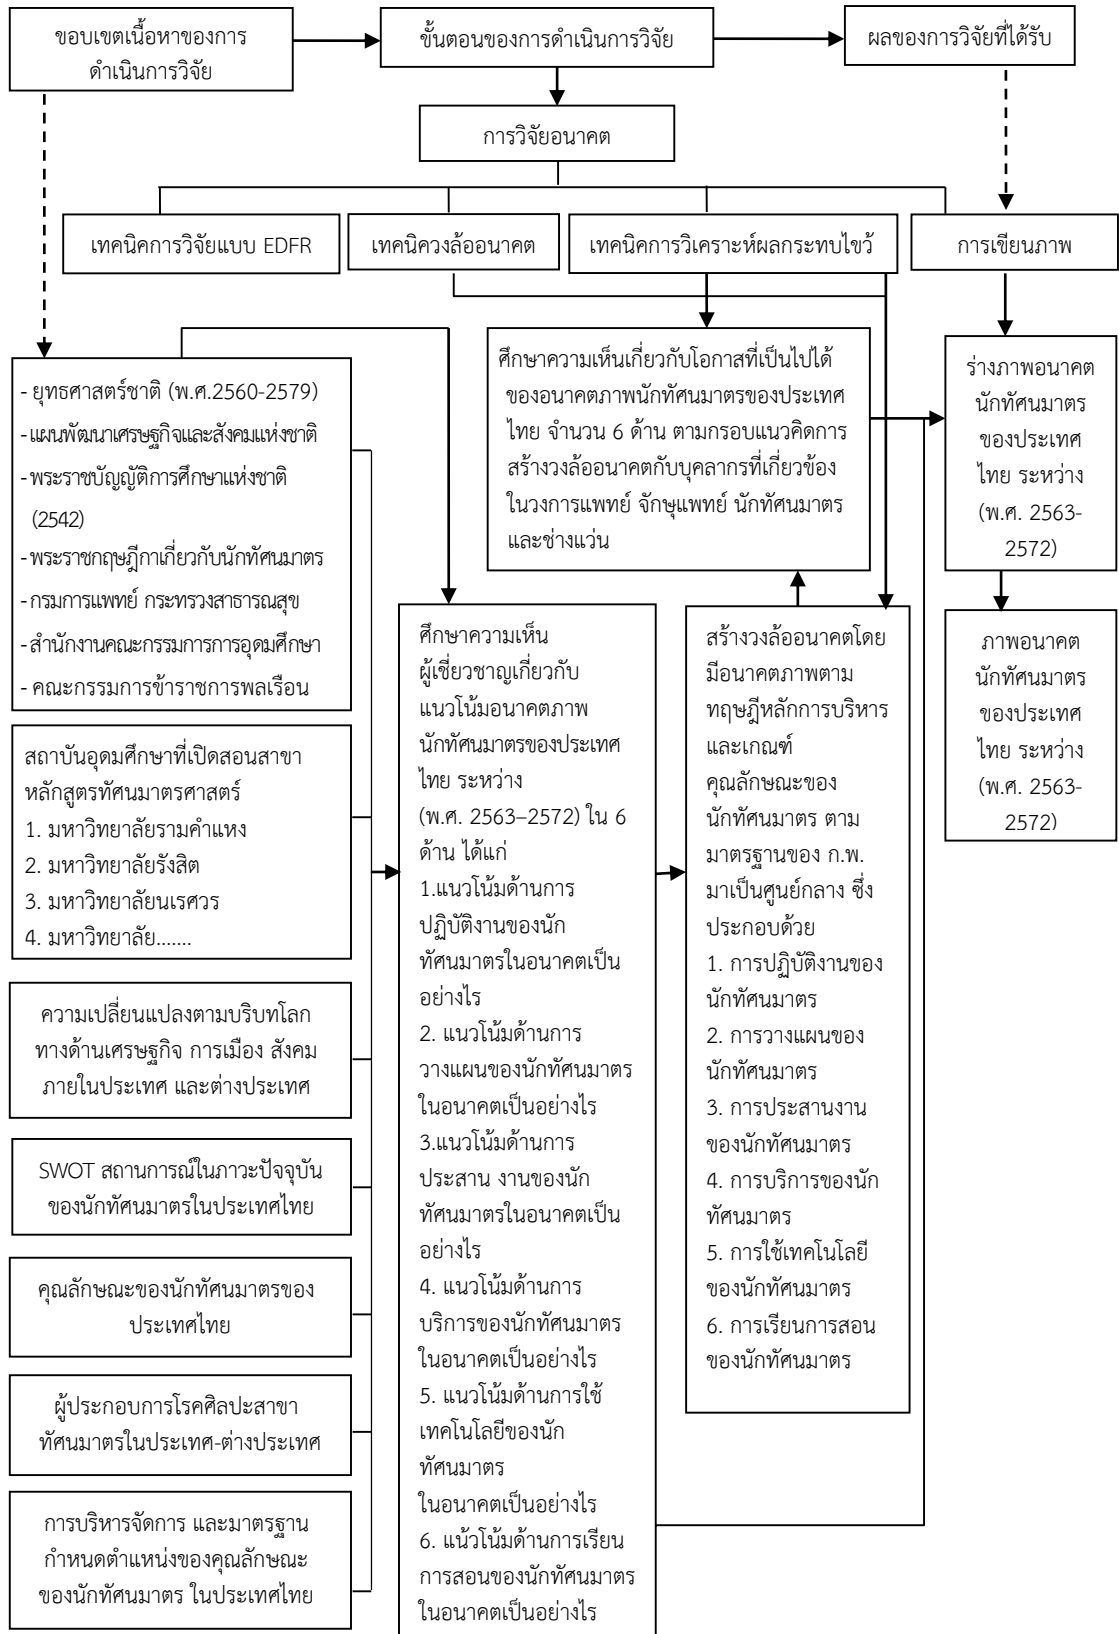 ขอบเขตเนื้อหาของการ
ดำเนินการวิจัย
ขั้นตอนของการดำเนินการวิจัย
ผลของการวิจัยที่ได้รับ
การวิจัยอนาคต
เทคนิคการวิจัยแบบ EDFR
เทคนิควงล้ออนาคต
เทคนิคการวิเคราะห์ผลกระทบไขว้
การเขียนภาพ
- ยุทธศาสตร์ชาติ (พ.ศ.2560-2579)
- แผนพัฒนาเศรษฐกิจและสังคมแห่งชาติ
- พระราชบัญญัติการศึกษาแห่งชาติ
(2542)
- พระราชกฤษฎีกาเกี่ยวกับนักทัศนมาตร
- กรมการแพทย์ กระทรวงสาธารณสุข
- สำนักงานคณะกรรมการการอุดมศึกษา
- คณะกรรมการข้าราชการพลเรือน
สถาบันอุดมศึกษาที่เปิดสอนสาขา
หลักสูตรทัศนมาตรศาสตร์
1. มหาวิทยาลัยรามคำแหง
2. มหาวิทยาลัยรังสิต
3. มหาวิทยาลัยนเรศวร
4. มหาวิทยาลัย.......
ความเปลี่ยนแปลงตามบริบทโลก
ทางด้านเศรษฐกิจ การเมือง สังคม
ภายในประเทศ และต่างประเทศ
SWOT สถานการณ์ในภาวะปัจจุบัน
ของนักทัศนมาตรในประเทศไทย
คุณลักษณะของนักทัศนมาตรของ
ประเทศไทย
ผู้ประกอบการโรคศิลปะสาขา
ทัศนมาตรในประเทศ-ต่างประเทศ
การบริหารจัดการ และมาตรฐาน
กำหนดตำแหน่งของคุณลักษณะ
ของนักทัศนมาตร ในประเทศไทย
ศึกษาความเห็น
ผู้เชี่ยวชาญเกี่ยวกับ
แนวโน้มอนาคตภาพ
นักทัศนมาตรของประเทศ
ไทย ระหว่าง
(พ.ศ. 2563–2572) ใน 6
ด้าน ได้แก่
1.แนวโน้มด้านการ
ปฏิบัติงานของนัก
ทัศนมาตรในอนาคตเป็น
อย่างไร
2. แนวโน้มด้านการ
วางแผนของนักทัศนมาตร
ในอนาคตเป็นอย่างไร
3.แนวโน้มด้านการ
ประสาน งานของนัก
ทัศนมาตรในอนาคตเป็น
อย่างไร
4. แนวโน้มด้านการ
บริการของนักทัศนมาตร
ในอนาคตเป็นอย่างไร
5. แนวโน้มด้านการใช้
เทคโนโลยีของนัก
ทัศนมาตร
ในอนาคตเป็นอย่างไร
6. แน้วโน้มด้านการเรียน
การสอนของนักทัศนมาตร
ในอนาคตเป็นอย่างไร
ศึกษาความเห็นเกี่ยวกับโอกาสที่เป็นไปได้
ของอนาคตภาพนักทัศนมาตรของประเทศ
ไทย จำนวน 6 ด้าน ตามกรอบแนวคิดการ
สร้างวงล้ออนาคตกับบุคลากรที่เกี่ยวข้อง
ในวงการแพทย์ จักษุแพทย์ นักทัศนมาตร
และช่างแว่น
สร้างวงล้ออนาคตโดย
มีอนาคตภาพตาม
ทฤษฎีหลักการบริหาร
และเกณฑ์
คุณลักษณะของ
นักทัศนมาตร ตาม
มาตรฐานของ ก.พ.
มาเป็นศูนย์กลาง ซึ่ง
ประกอบด้วย
1. การปฏิบัติงานของ
นักทัศนมาตร
2. การวางแผนของ
นักทัศนมาตร
3. การประสานงาน
ของนักทัศนมาตร
4. การบริการของนัก
ทัศนมาตร
5. การใช้เทคโนโลยี
ของนักทัศนมาตร
6. การเรียนการสอน
ของนักทัศนมาตร
ร่างภาพอนาคต
นักทัศนมาตร
ของประเทศ
ไทย ระหว่าง
(พ.ศ. 2563-
2572)
ภาพอนาคต
นักทัศนมาตร
ของประเทศ
ไทย ระหว่าง
(พ.ศ. 2563-
2572)